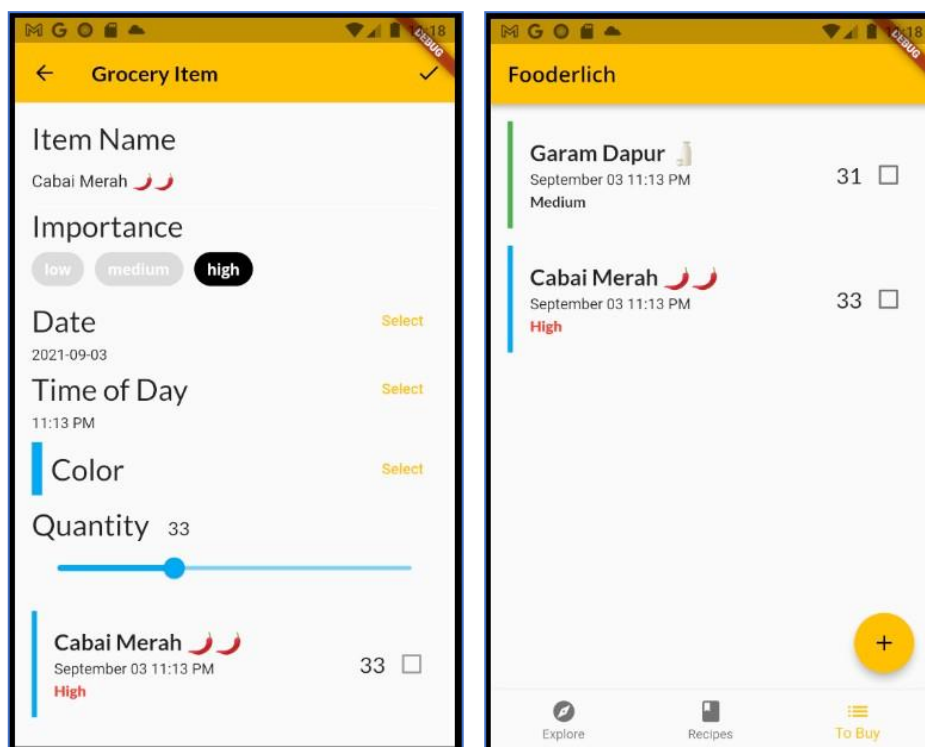 DEBUG
Grocery Item
Item Name
Cabai Merah 🌶🌶
Importance
low medium high
Date Select
2021-09-03
Time of Day Select
11:13 PM
Color Select
Quantity 33
Cabai Merah 🌶🌶
September 03 11:13 PM 33
High
DEBUG
Fooderlich
Garam Dapur 🥛
September 03 11:13 PM 31
Medium
Cabai Merah 🌶🌶
September 03 11:13 PM 33
High
+
Explore Recipes To Buy